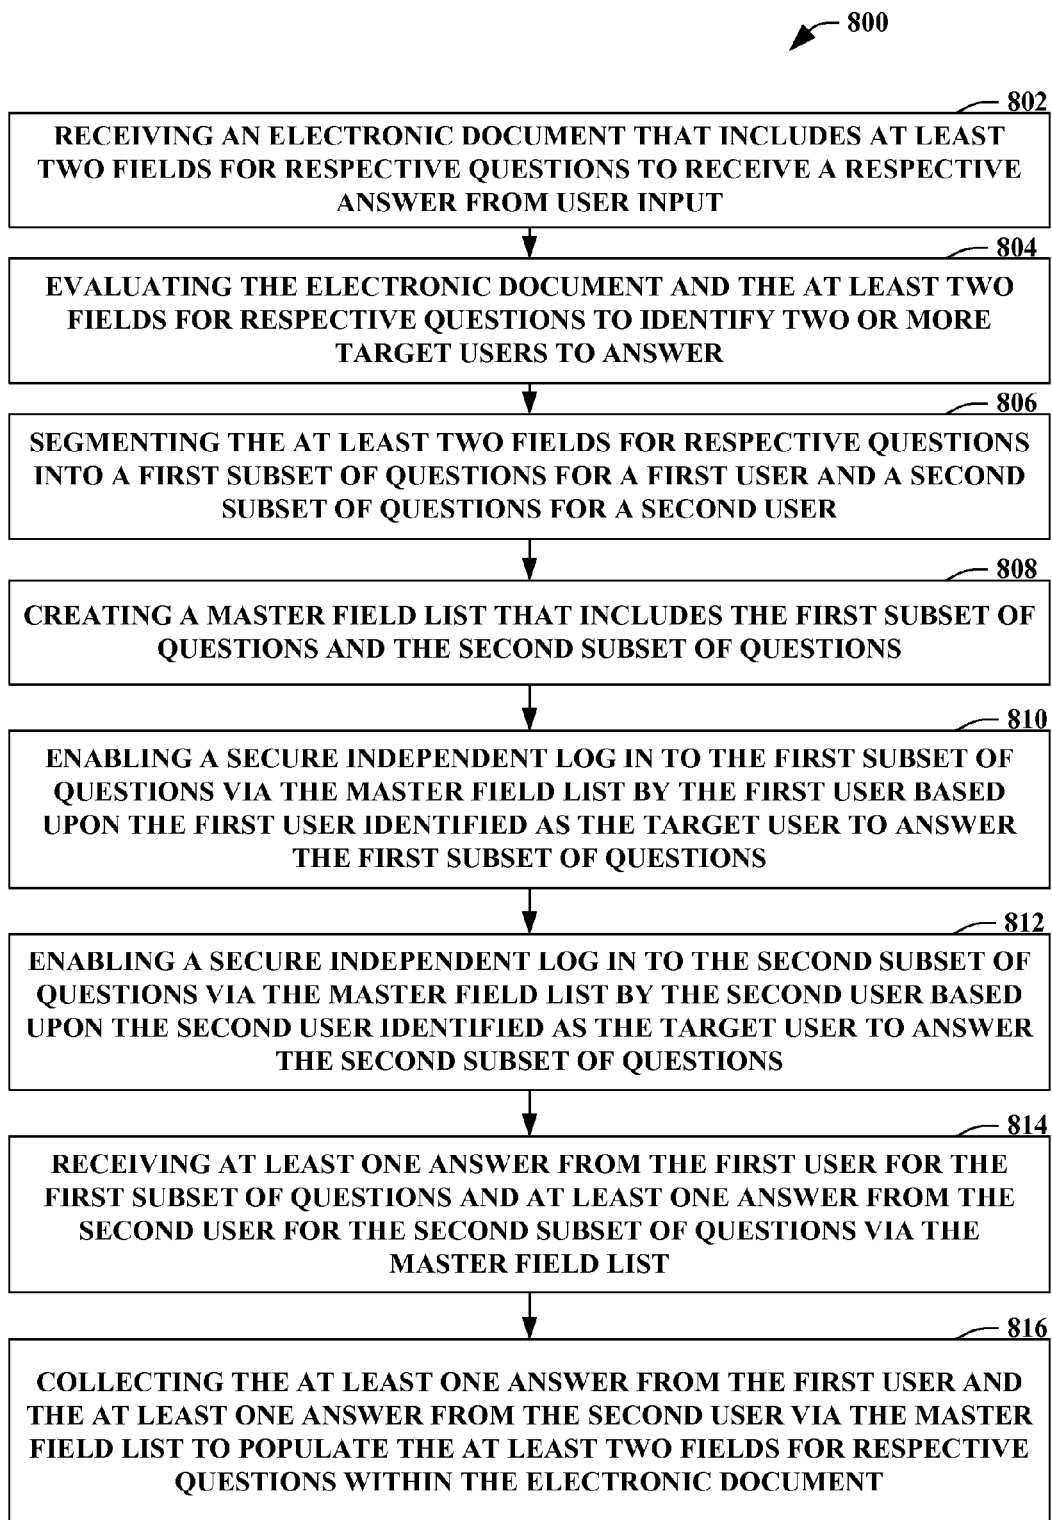 800
802
RECEIVING AN ELECTRONIC DOCUMENT THAT INCLUDES AT LEAST
TWO FIELDS FOR RESPECTIVE QUESTIONS TO RECEIVE A RESPECTIVE
ANSWER FROM USER INPUT
804
EVALUATING THE ELECTRONIC DOCUMENT AND THE AT LEAST TWO
FIELDS FOR RESPECTIVE QUESTIONS TO IDENTIFY TWO OR MORE
TARGET USERS TO ANSWER
806
SEGMENTING THE AT LEAST TWO FIELDS FOR RESPECTIVE QUESTIONS
INTO A FIRST SUBSET OF QUESTIONS FOR A FIRST USER AND A SECOND
SUBSET OF QUESTIONS FOR A SECOND USER
808
CREATING A MASTER FIELD LIST THAT INCLUDES THE FIRST SUBSET OF
QUESTIONS AND THE SECOND SUBSET OF QUESTIONS
810
ENABLING A SECURE INDEPENDENT LOG IN TO THE FIRST SUBSET OF
QUESTIONS VIA THE MASTER FIELD LIST BY THE FIRST USER BASED
UPON THE FIRST USER IDENTIFIED AS THE TARGET USER TO ANSWER
THE FIRST SUBSET OF QUESTIONS
812
ENABLING A SECURE INDEPENDENT LOG IN TO THE SECOND SUBSET OF
QUESTIONS VIA THE MASTER FIELD LIST BY THE SECOND USER BASED
UPON THE SECOND USER IDENTIFIED AS THE TARGET USER TO ANSWER
THE SECOND SUBSET OF QUESTIONS
814
RECEIVING AT LEAST ONE ANSWER FROM THE FIRST USER FOR THE
FIRST SUBSET OF QUESTIONS AND AT LEAST ONE ANSWER FROM THE
SECOND USER FOR THE SECOND SUBSET OF QUESTIONS VIA THE
MASTER FIELD LIST
816
COLLECTING THE AT LEAST ONE ANSWER FROM THE FIRST USER AND
THE AT LEAST ONE ANSWER FROM THE SECOND USER VIA THE MASTER
FIELD LIST TO POPULATE THE AT LEAST TWO FIELDS FOR RESPECTIVE
QUESTIONS WITHIN THE ELECTRONIC DOCUMENT